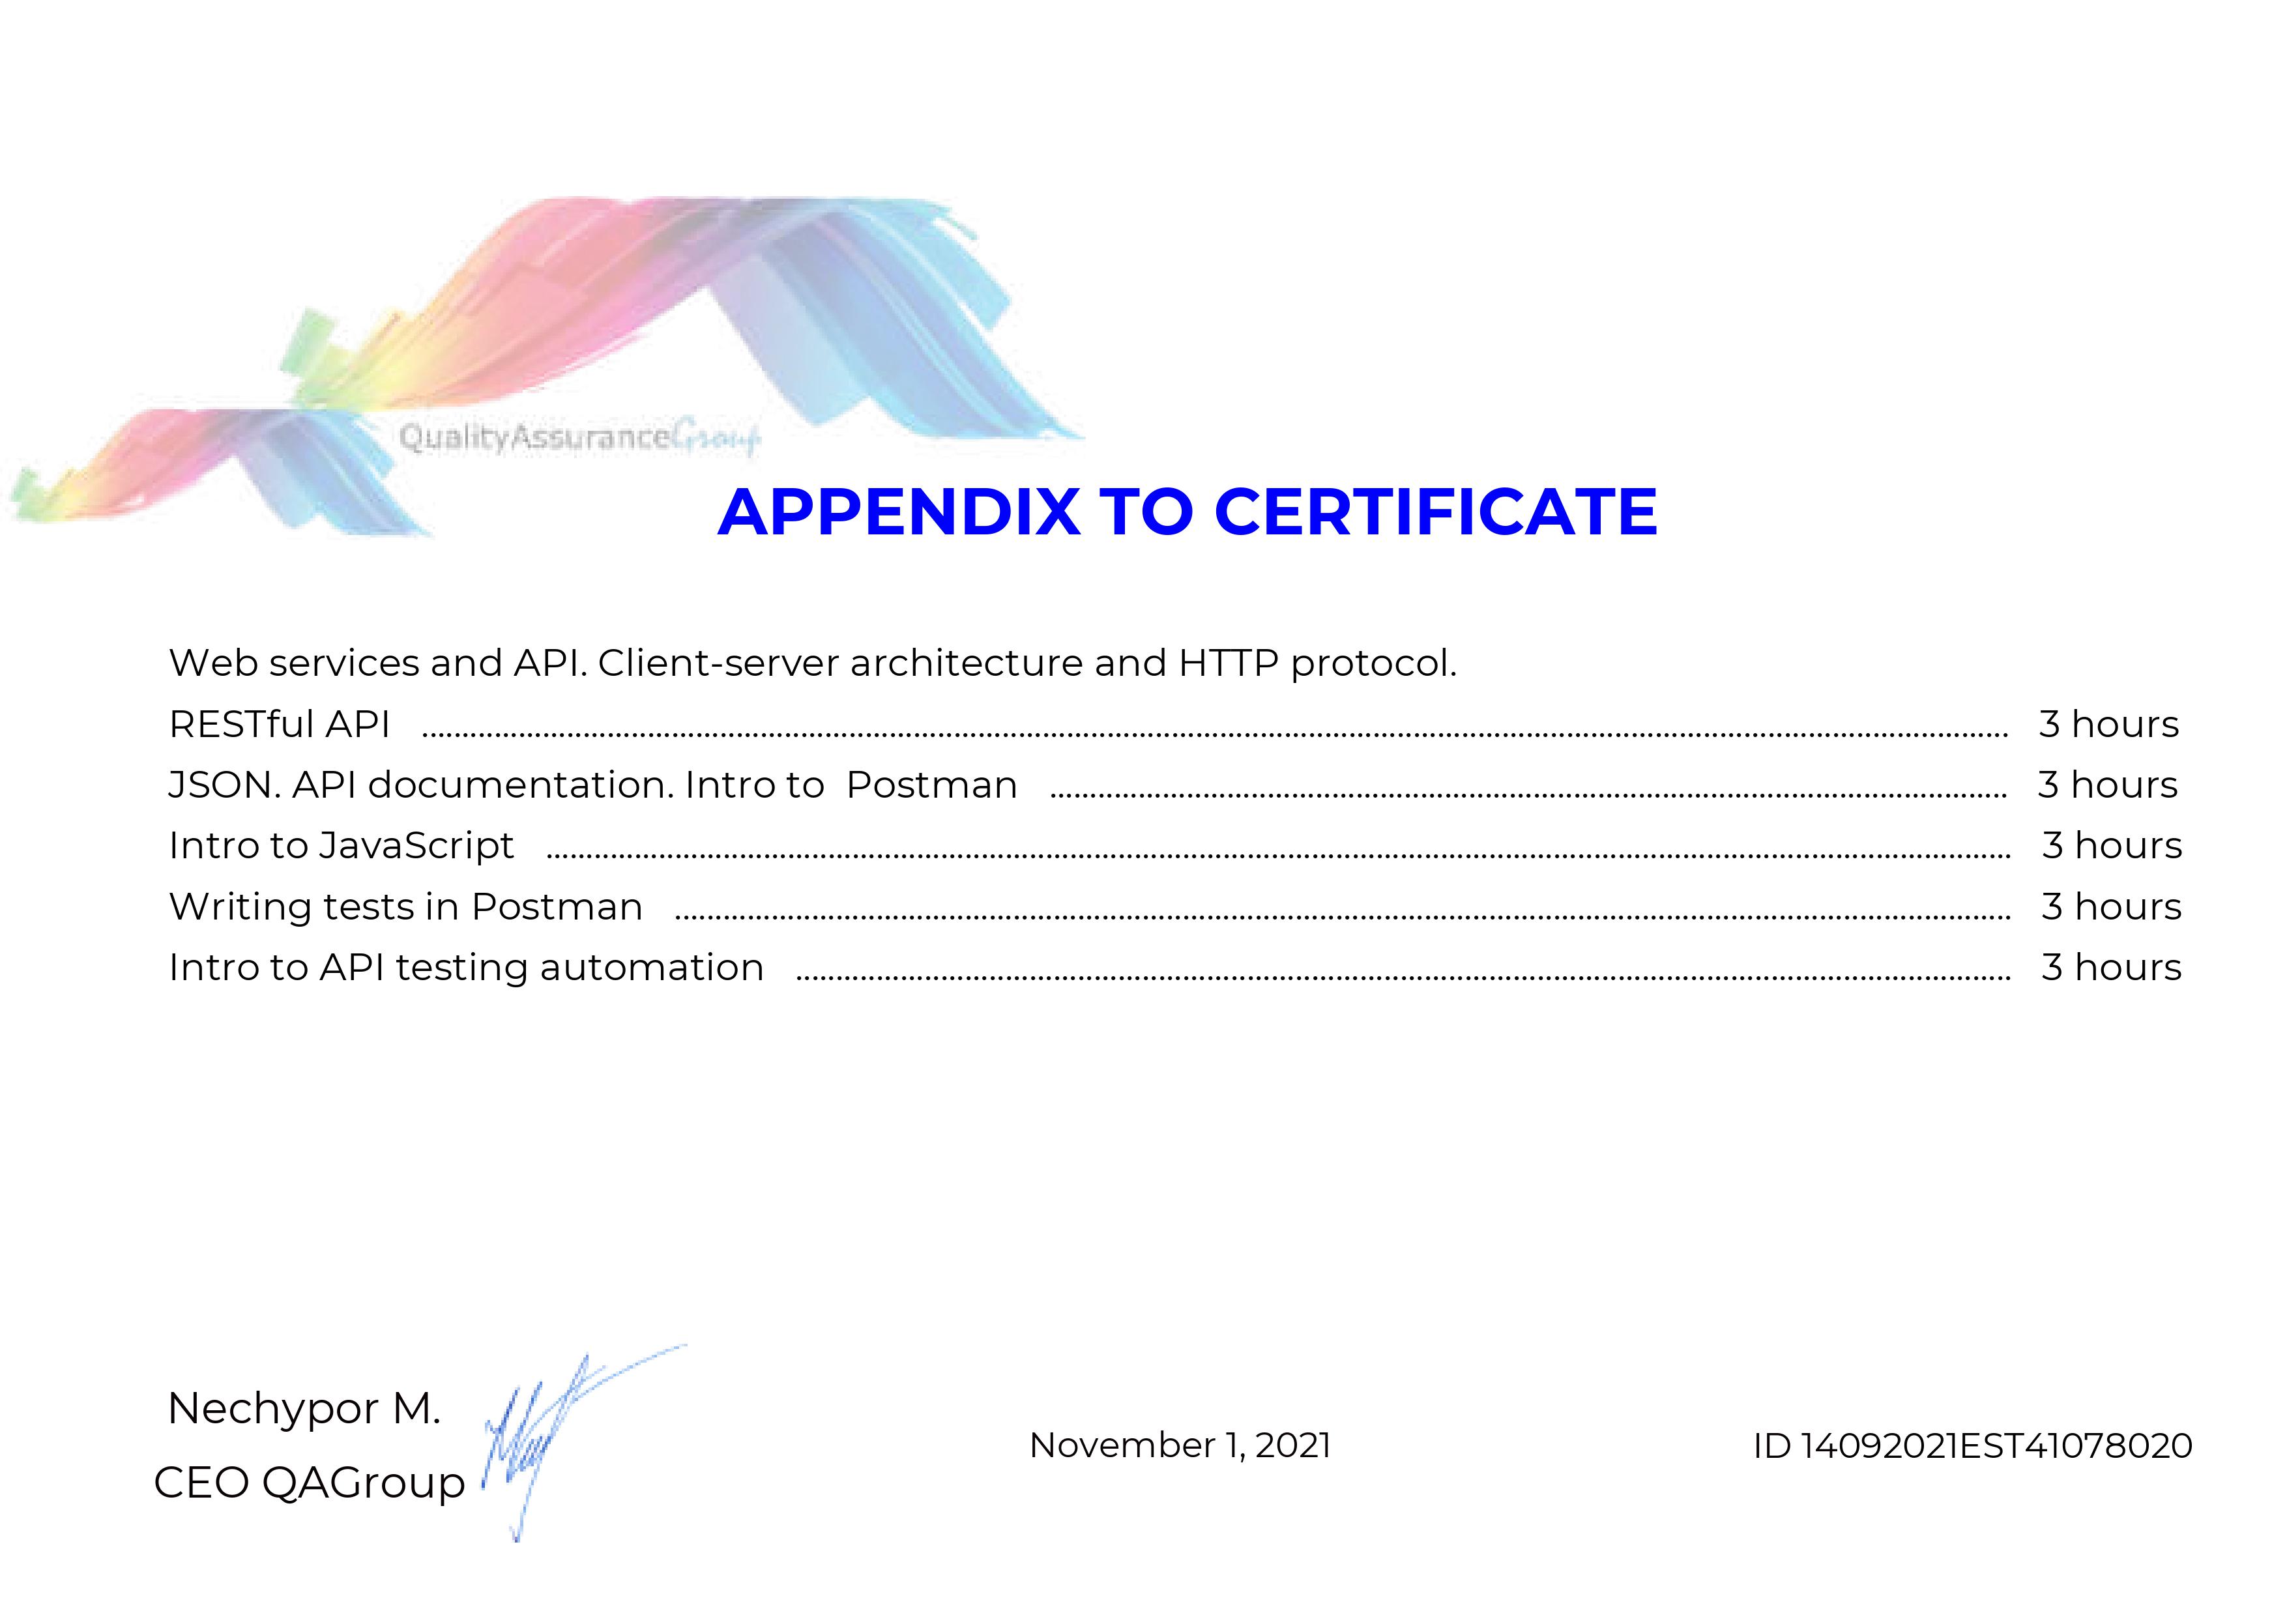 QualityAssuranceGroup
APPENDIX TO CERTIFICATE
Web services and API. Client-server architecture and HTTP protocol.
RESTful API ........................................................................................................ 3 hours
JSON. API documentation. Intro to  Postman ........................................................................ 3 hours
Intro to JavaScript ................................................................................................ 3 hours
Writing tests in Postman ........................................................................................... 3 hours
Intro to API testing automation .................................................................................... 3 hours
Nechypor M.
CEO QAGroup
November 1, 2021
ID 14092021EST41078020